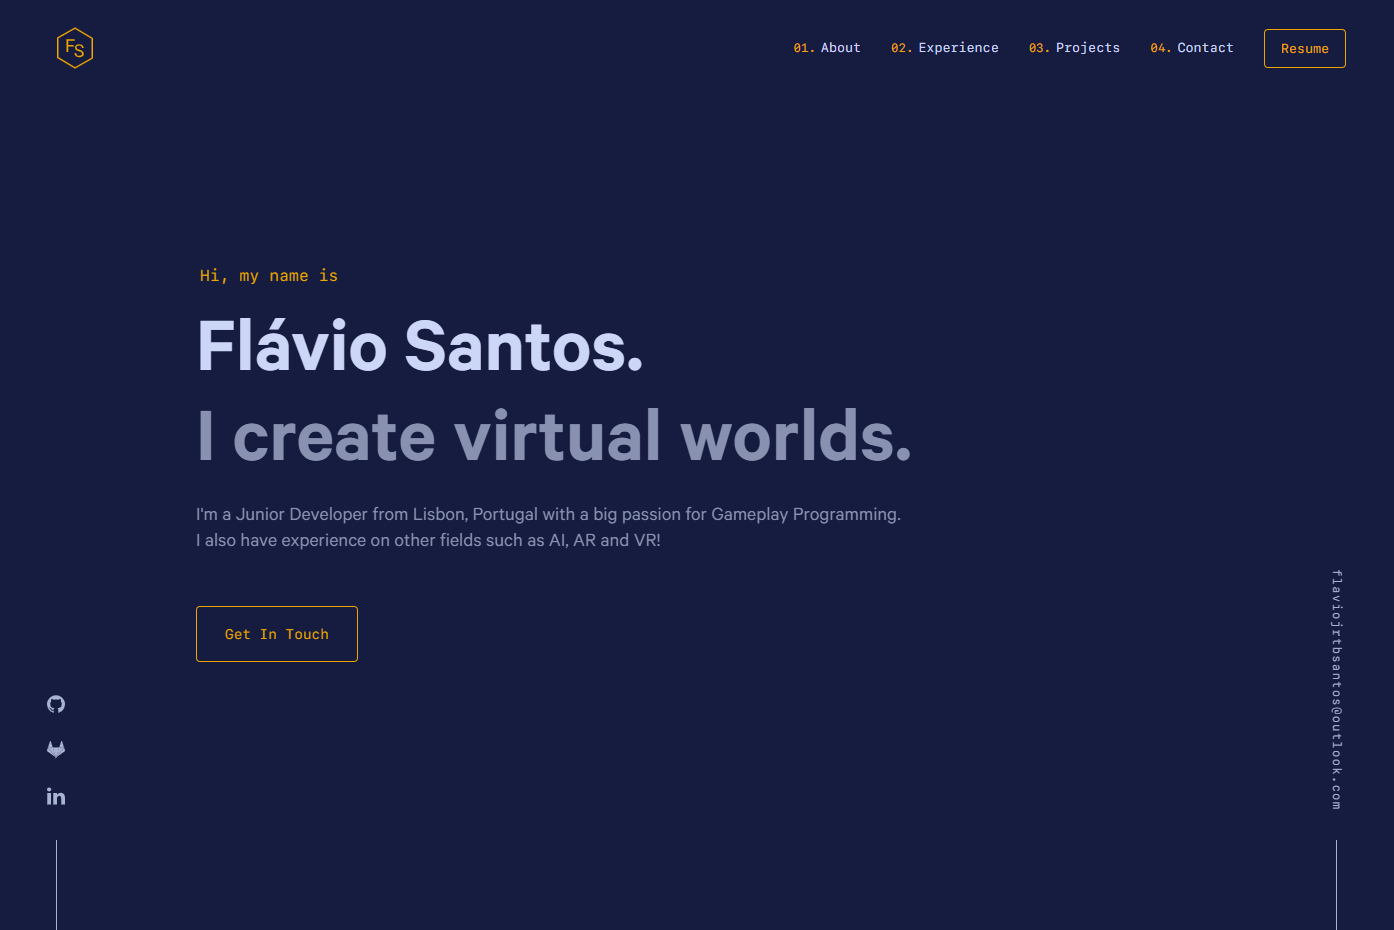 FS
01. About 02. Experience 03. Projects 04. Contact Resume
Hi, my name is
Flávio Santos.
I create virtual worlds.
I'm a Junior Developer from Lisbon, Portugal with a big passion for Gameplay Programming.
I also have experience on other fields such as AI, AR and VR!
Get In Touch
in
flaviojrtbsantos@outlook.com